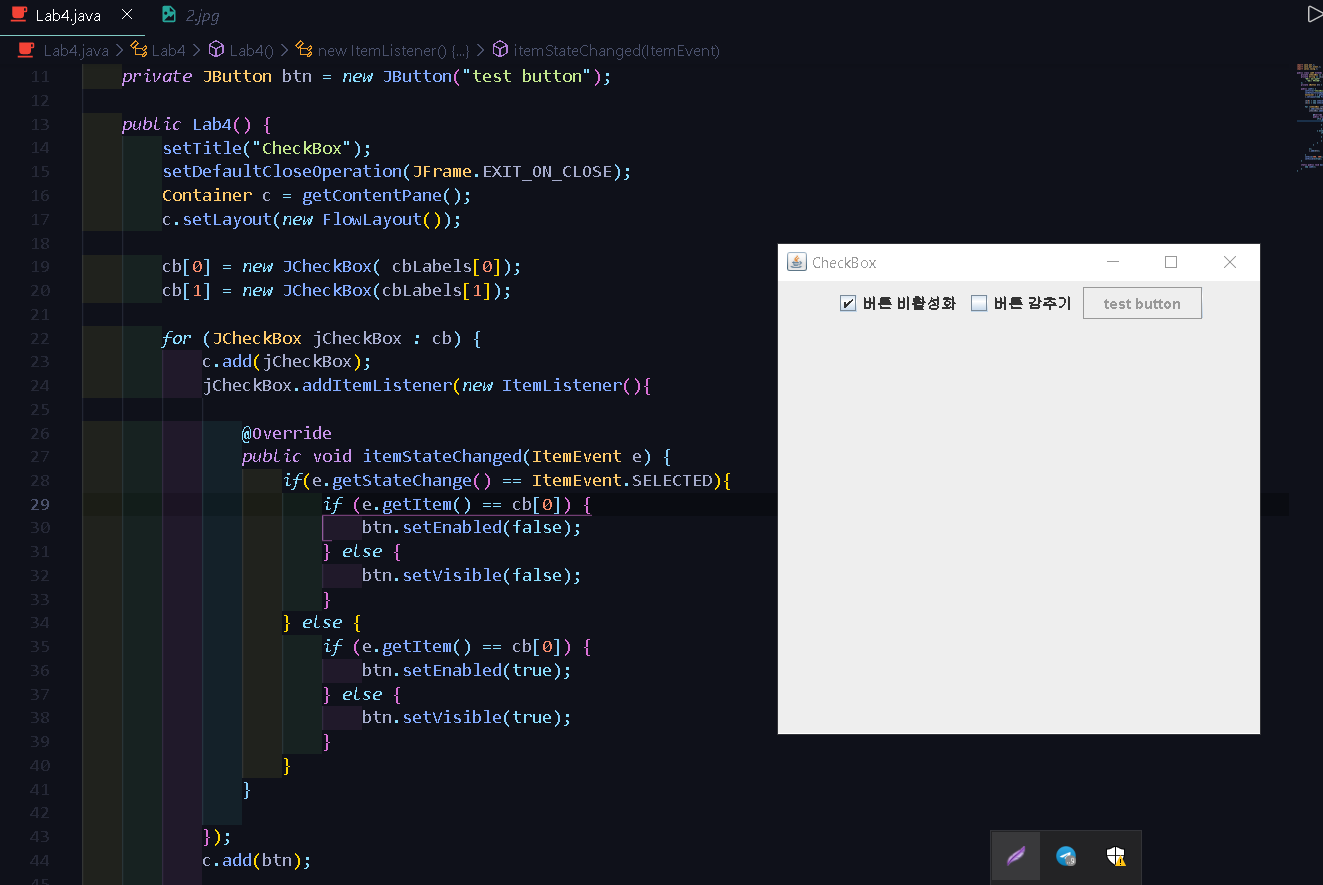 Lab4.java
2.jpg
Lab4.java > Lab4 > Lab4() > new ItemListener() {...} > itemStateChanged(ItemEvent)
11 private JButton btn = new JButton("test button");
12
13 public Lab4() {
14 setTitle("CheckBox");
15 setDefaultCloseOperation(JFrame.EXIT_ON_CLOSE);
16 Container c = getContentPane();
17 c.setLayout(new FlowLayout());
18
19 cb[0] = new JCheckBox( cbLabels[0]);
20 cb[1] = new JCheckBox(cbLabels[1]);
21
22 for (JCheckBox jCheckBox : cb) {
23 c.add(jCheckBox);
24 jCheckBox.addItemListener(new ItemListener(){
25
26 @Override
27 public void itemStateChanged(ItemEvent e) {
28 if(e.getStateChange() == ItemEvent.SELECTED){
29 if (e.getItem() == cb[0]) {
30 btn.setEnabled(false);
31 } else {
32 btn.setVisible(false);
33 }
34 } else {
35 if (e.getItem() == cb[0]) {
36 btn.setEnabled(true);
37 } else {
38 btn.setVisible(true);
39 }
40 }
41 }
42
43 });
44 c.add(btn);
CheckBox
버튼 비활성화 버튼 감추기 test button